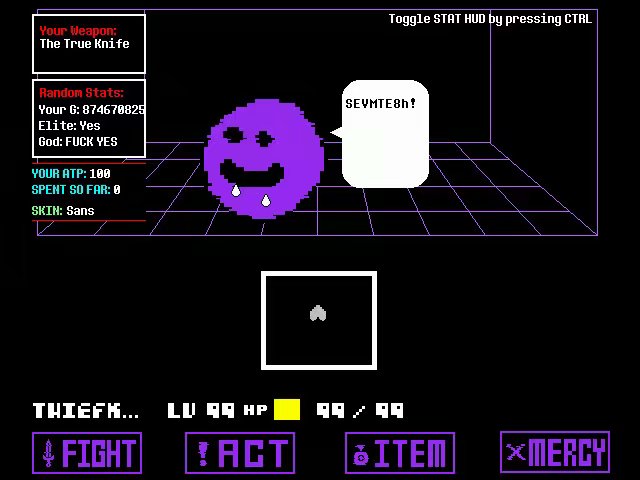 Toggle STAT HUD by pressing CTRL
Your Weapon:
The True Knife
Random Stats:
Your G: 874670825
Elite: Yes
God: FUCK YES
YOUR ATP: 100
SPENT SO FAR: 0
SKIN: Sans
SEVMTE8h!
THIEFK... LV 99 HP 99 / 99
FIGHT ACT ITEM MERCY